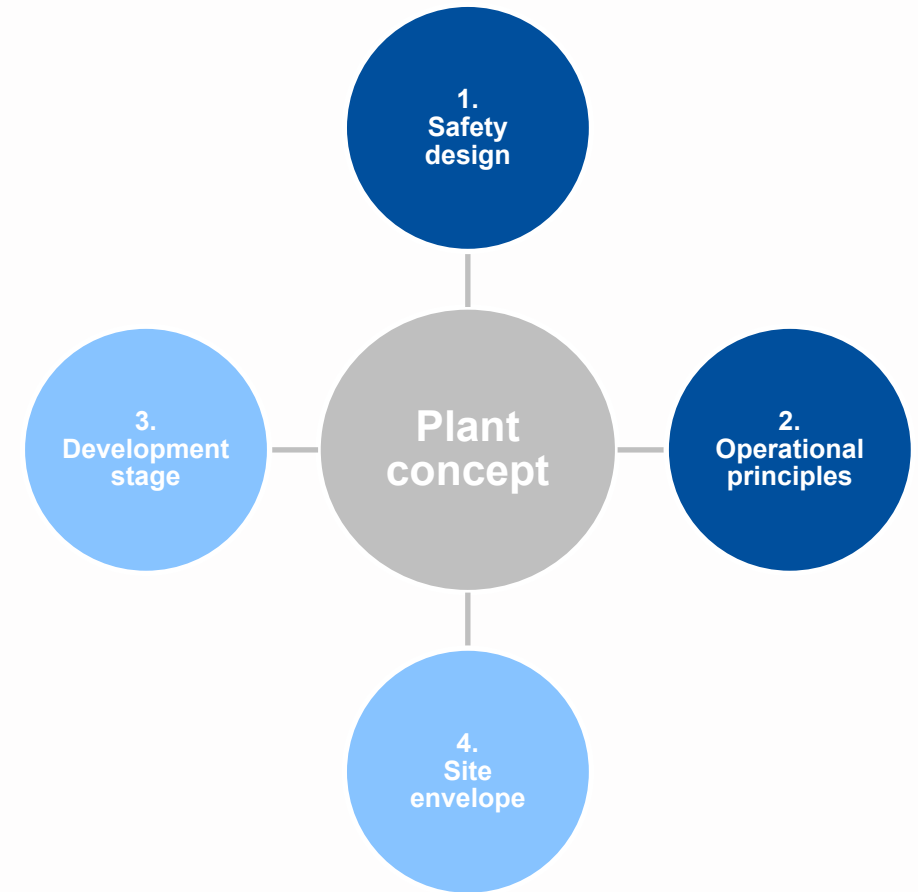 1.
Safety
design
Plant
concept
2.
Operational
principles
3.
Development
stage
4.
Site
envelope